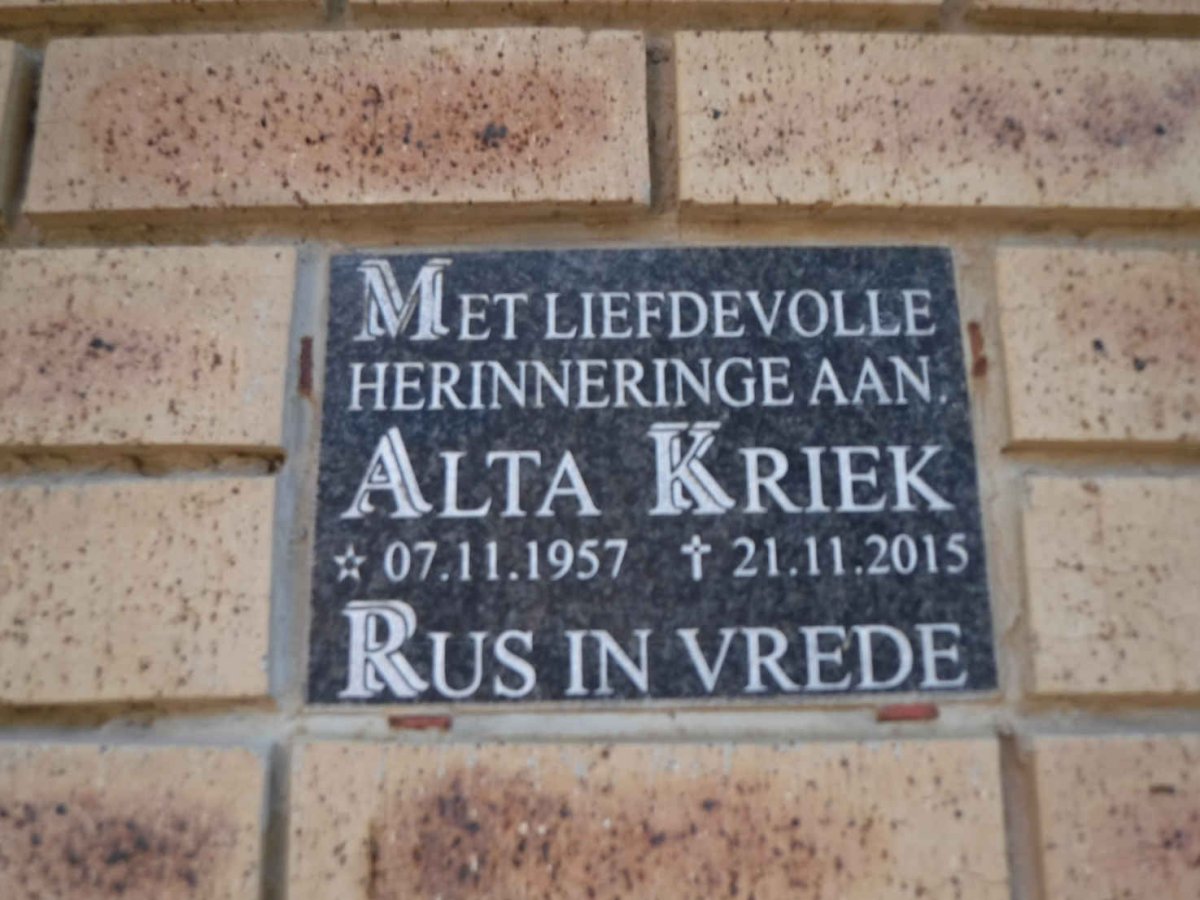 MET LIEFDEVOLLE
HERINNERINGE AAN.
ALTA KRIEK
☆ 07.11.1957 ✝ 21.11.2015
RUS IN VREDE